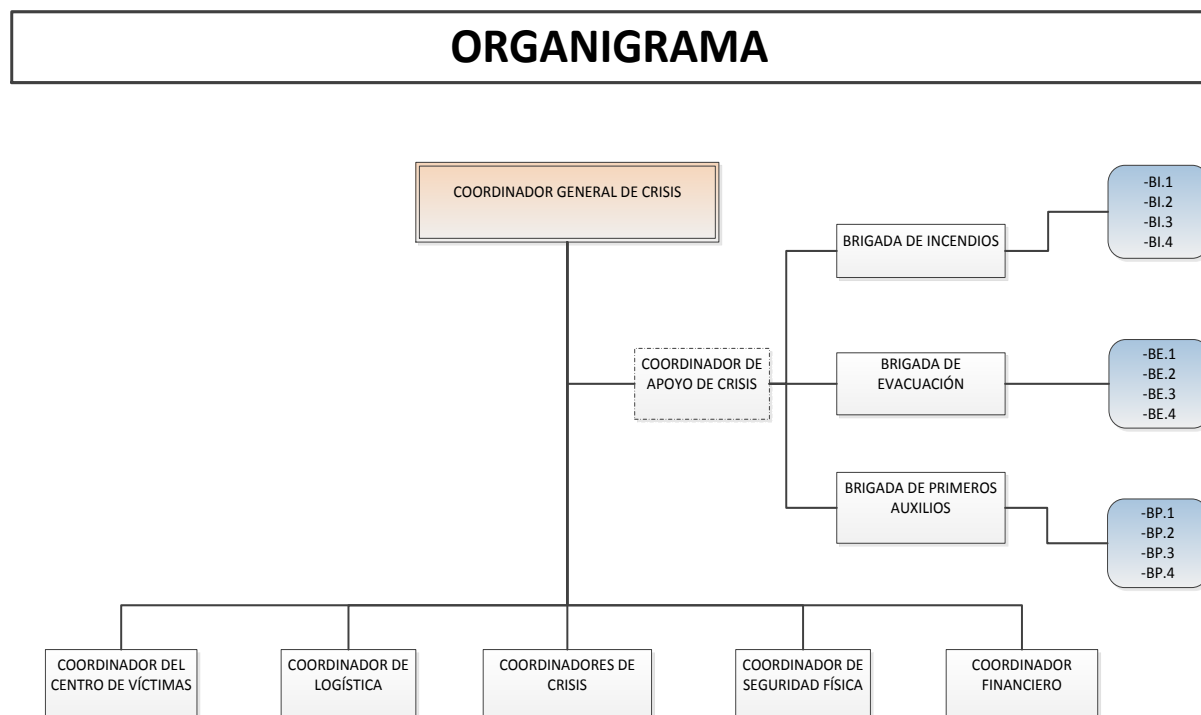 ORGANIGRAMA
COORDINADOR GENERAL DE CRISIS
BRIGADA DE INCENDIOS
-BI.1
-BI.2
-BI.3
-BI.4
COORDINADOR DE
APOYO DE CRISIS
BRIGADA DE
EVACUACIÓN
-BE.1
-BE.2
-BE.3
-BE.4
BRIGADA DE PRIMEROS
AUXILIOS
-BP.1
-BP.2
-BP.3
-BP.4
COORDINADOR DEL
CENTRO DE VÍCTIMAS
COORDINADOR DE
LOGÍSTICA
COORDINADORES DE
CRISIS
COORDINADOR DE
SEGURIDAD FÍSICA
COORDINADOR
FINANCIERO